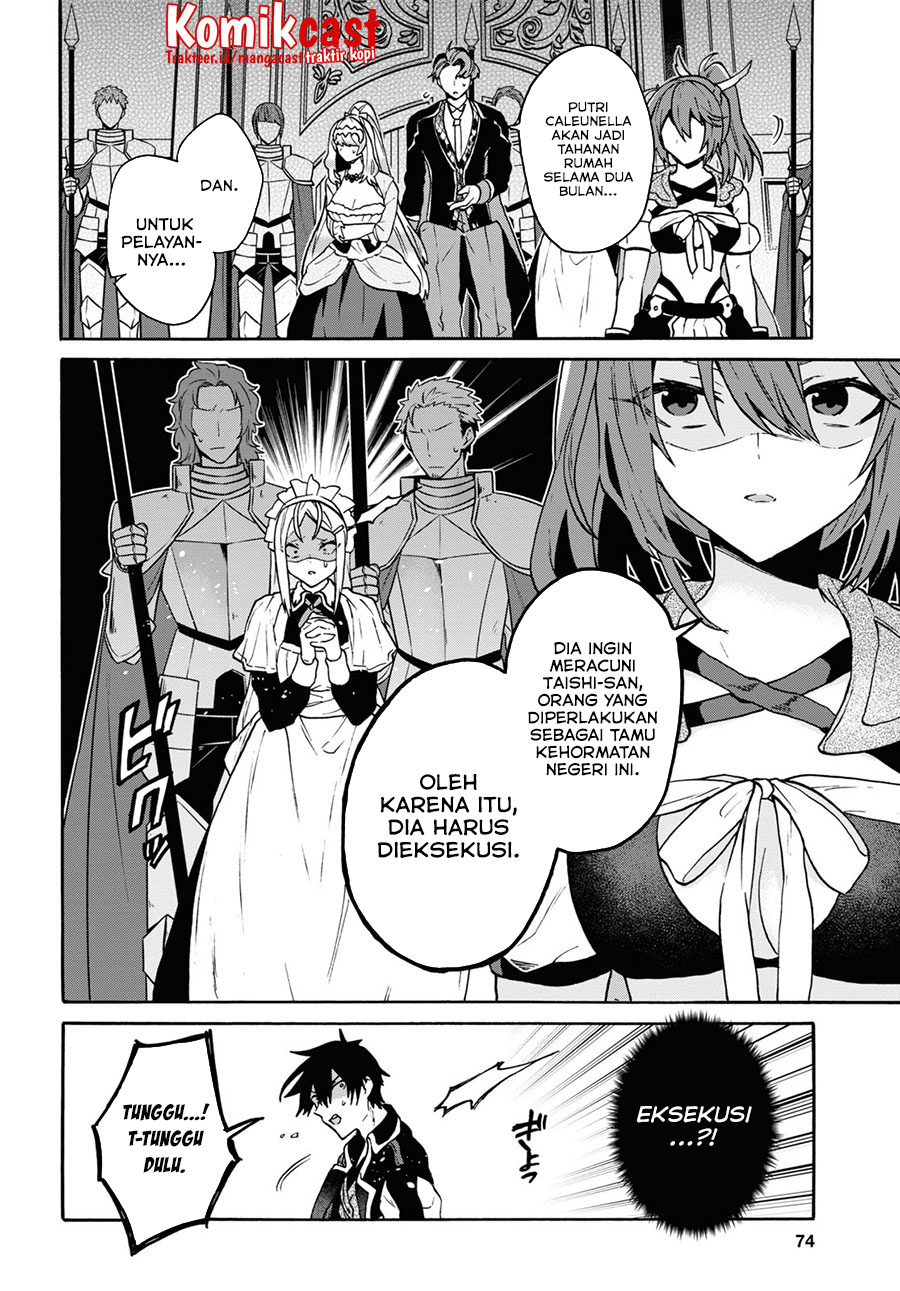 Komikcast
Trakteer.id/mangacast traktir kopi
PUTRI
CALEUNELLA
AKAN JADI
TAHANAN
RUMAH
SELAMA DUA
BULAN...
DAN.
UNTUK
PELAYAN-
NYA...
DIA INGIN
MERACUNI
TAISHI-SAN,
ORANG YANG
DIPERLAKUKAN
SEBAGAI TAMU
KEHORMATAN
NEGERI INI.
OLEH
KARENA ITU,
DIA HARUS
DIEKSEKUSI.
ビクッ
EKSEKUSI
...?!
ぎょっ
TUNGGU...!
T-TUNGGU
DULU.
74